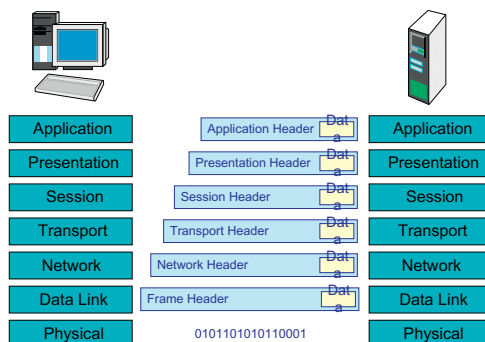 Application
Application Header
Dat
a
Application
Presentation
Presentation Header
Dat
a
Presentation
Session
Session Header
Dat
a
Session
Transport
Transport Header
Dat
a
Transport
Network
Network Header
Dat
a
Network
Data Link
Frame Header
Dat
a
Data Link
Physical
0101101010110001
Physical